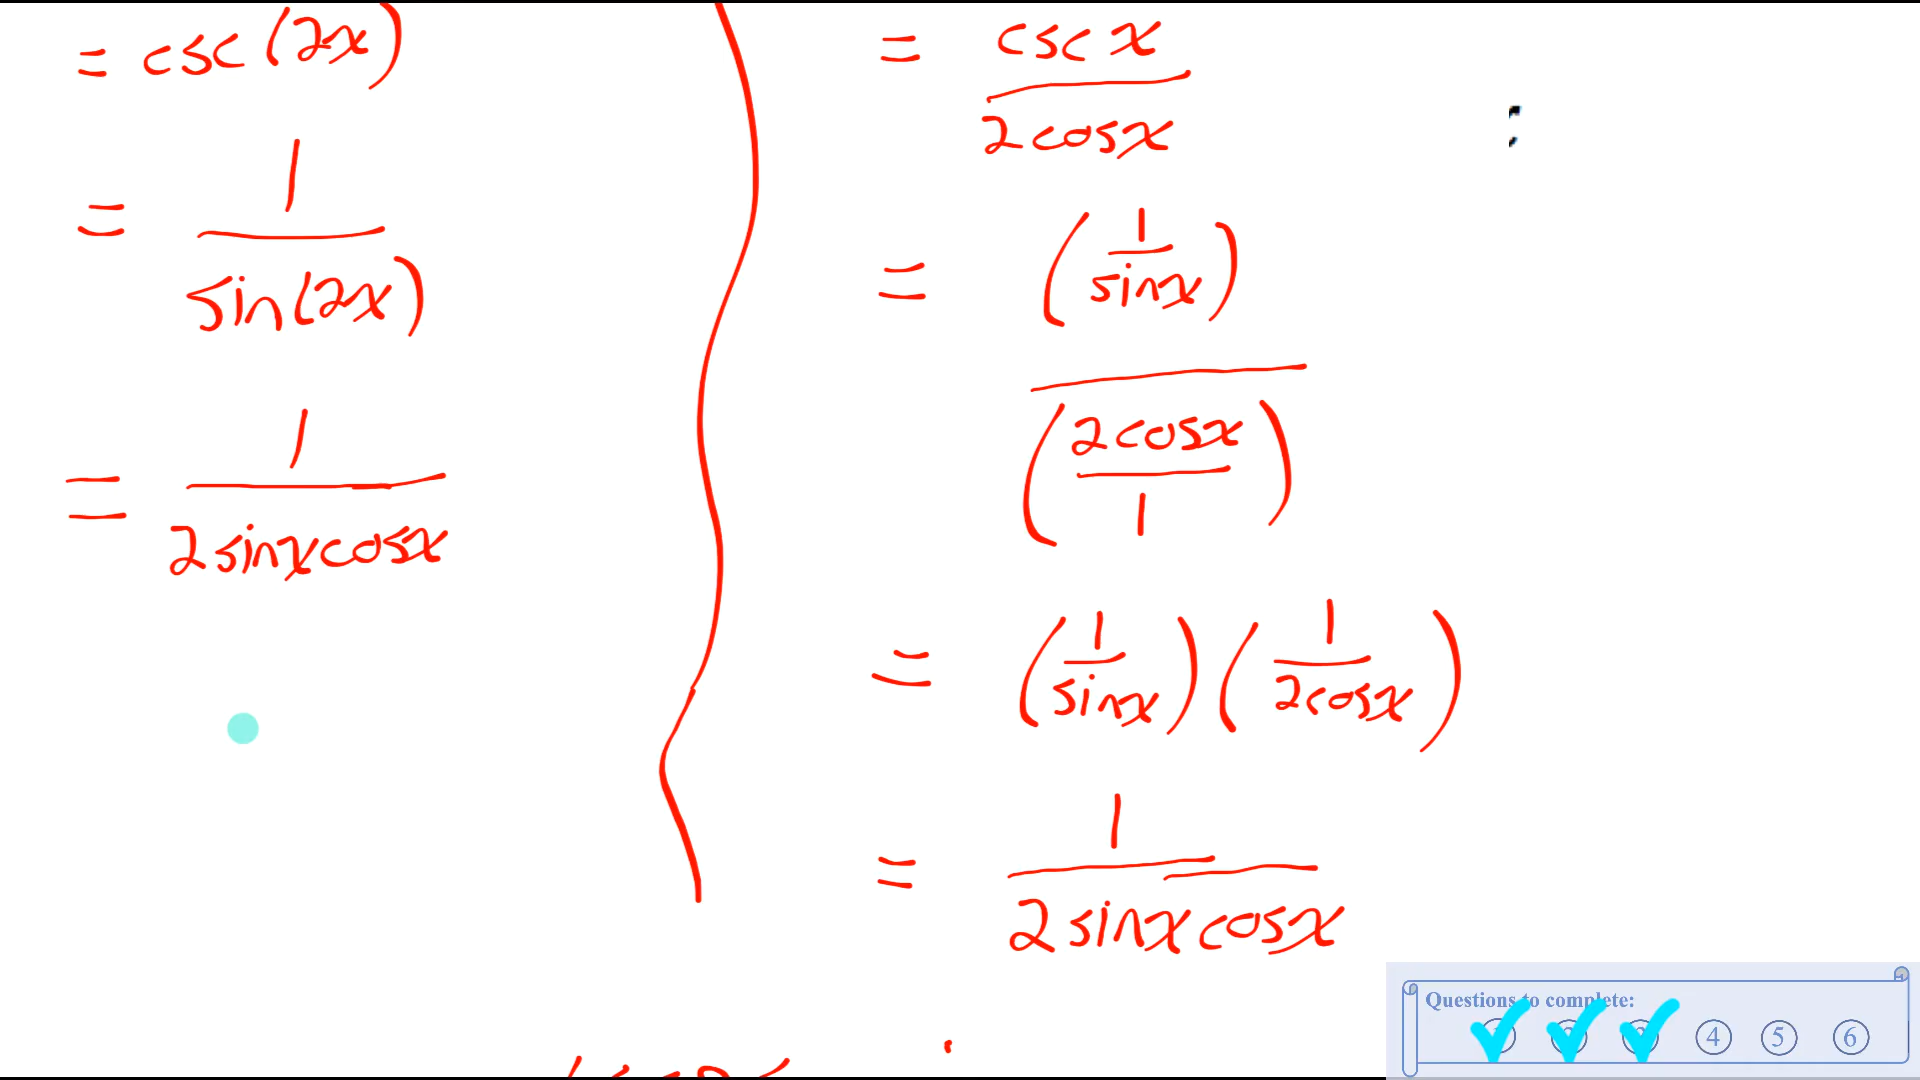 = csc(2x)
= 1
sin(2x)
= 1
2sinxcosx
= cscx
2cosx
= (1
sinx)
(2cosx
1)
= (1
sinx)(1
2cosx)
= 1
2sinxcosx
Questions to complete:
4 5 6